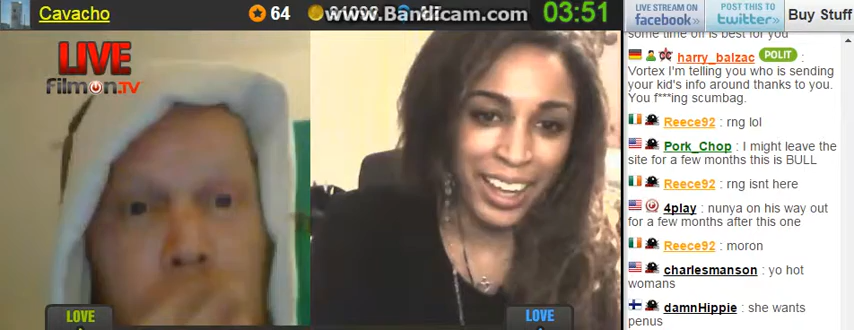 Cavacho
64
www.Bandicam.com
03:51
LIVE STREAM ON
facebook»
POST THIS TO
twitter»
Buy Stuff
LIVE
FilmOn.TV
LOVE
LOVE
some time off is best for you
harry_balzac POLIT :
Vortex I'm telling you who is sending
your kid's info around thanks to you.
You f***ing scumbag.
Reece92 : rng lol
Pork_Chop : I might leave the
site for a few months this is BULL
Reece92 : rng isnt here
4play : nunya on his way out
for a few months after this one
Reece92 : moron
charlesmanson : yo hot
womans
damnHippie : she wants
penus